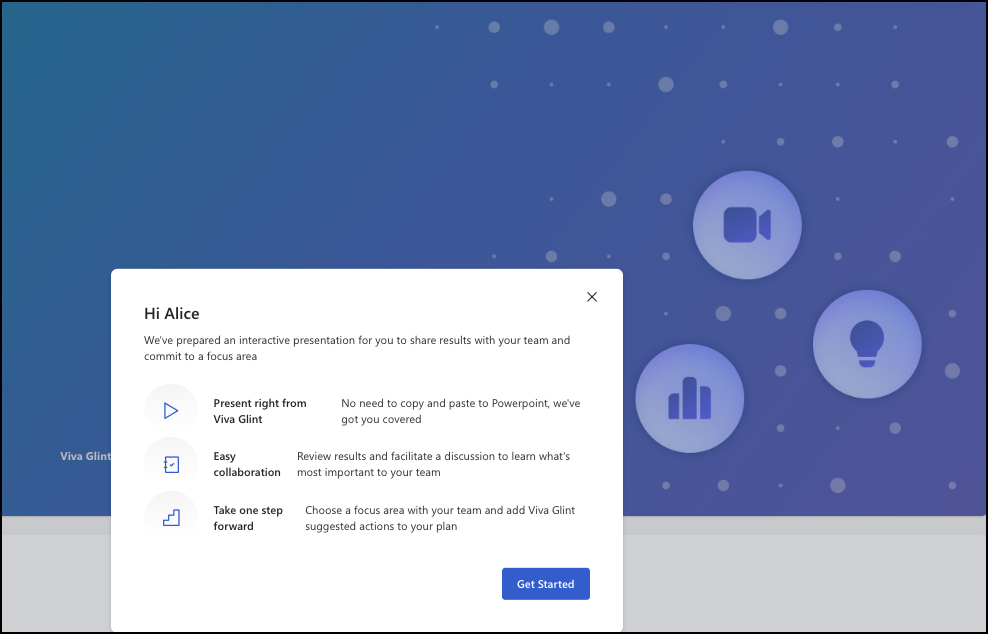 Hi Alice
We've prepared an interactive presentation for you to share results with your team and
commit to a focus area
Present right from
Viva Glint
No need to copy and paste to Powerpoint, we've
got you covered
Easy
collaboration
Review results and facilitate a discussion to learn what's
most important to your team
Viva Glint
Take one step
forward
Choose a focus area with your team and add Viva Glint
suggested actions to your plan
Get Started